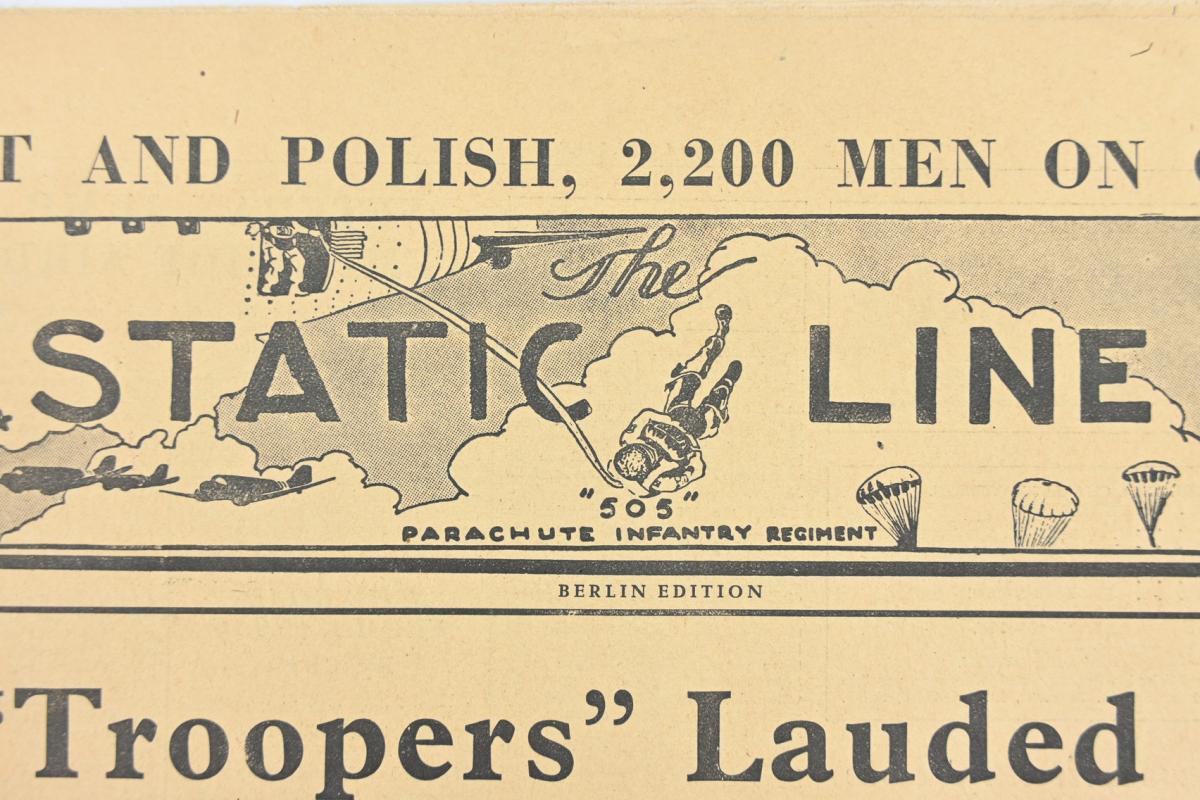 T AND POLISH, 2,200 MEN ON
The
STATIC LINE
"505"
PARACHUTE INFANTRY REGIMENT
BERLIN EDITION
“Troopers” Lauded